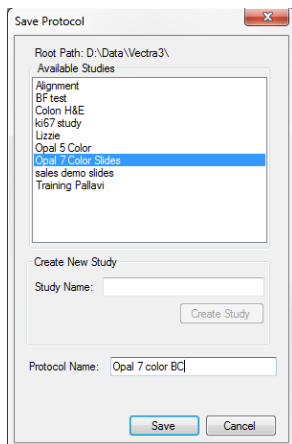 Save Protocol
Root Path: D:\Data\Vectra3\
Available Studies
Alignment
BF test
Colon H&E
ki67 study
Lizzie
Opal 5 Color
Opal 7 Color Slides
sales demo slides
Training Pallavi
Create New Study
Study Name:
Create Study
Protocol Name: Opal 7 color BC
Save Cancel